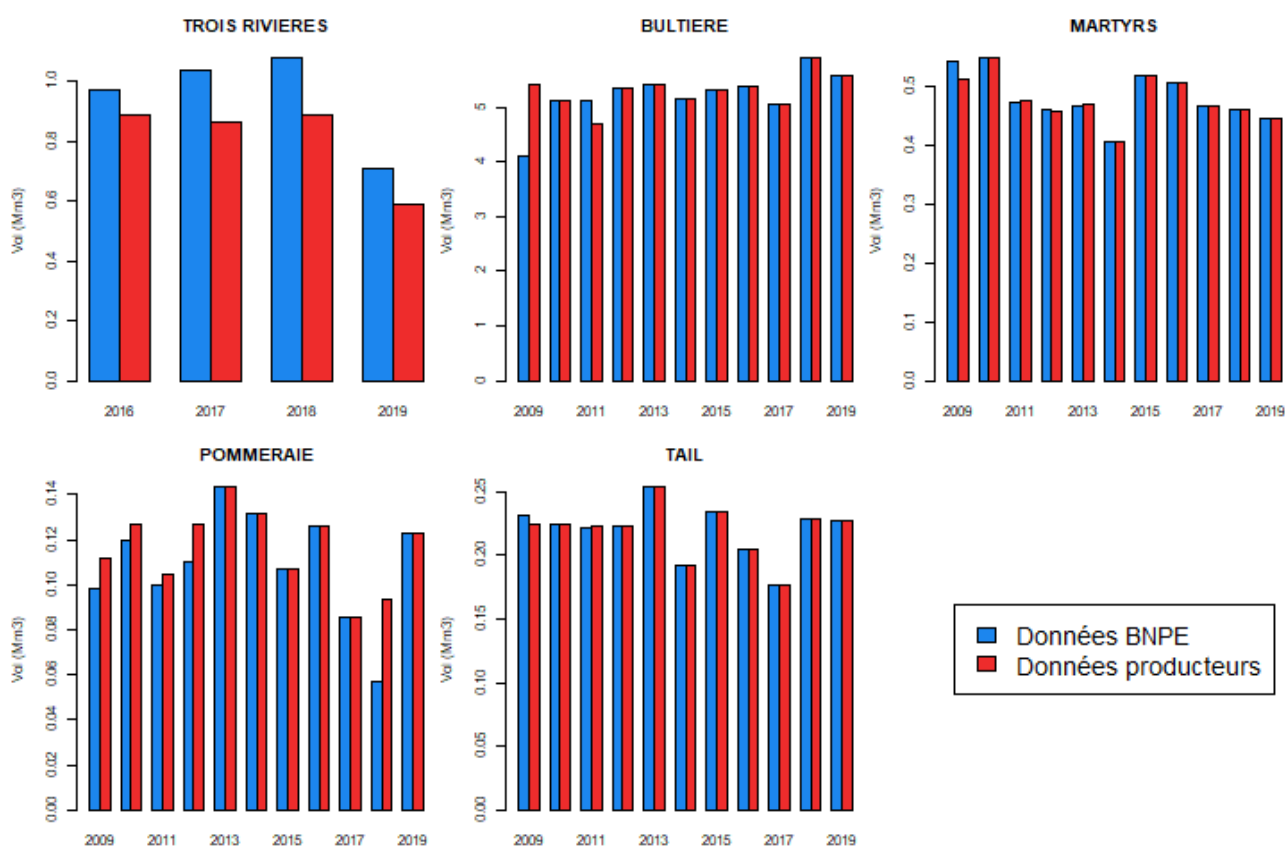 TROIS RIVIERES
Vol (Mm3)
0.0
0.2
0.4
0.6
0.8
1.0
2016 2017 2018 2019
BULTIERE
Vol (Mm3)
0
1
2
3
4
5
2009 2011 2013 2015 2017 2019
MARTYRS
Vol (Mm3)
0.0
0.1
0.2
0.3
0.4
0.5
2009 2011 2013 2015 2017 2019
POMMERAIE
Vol (Mm3)
0.00
0.02
0.04
0.06
0.08
0.10
0.12
0.14
2009 2011 2013 2015 2017 2019
TAIL
Vol (Mm3)
0.00
0.05
0.10
0.15
0.20
0.25
2009 2011 2013 2015 2017 2019
Données BNPE
Données producteurs